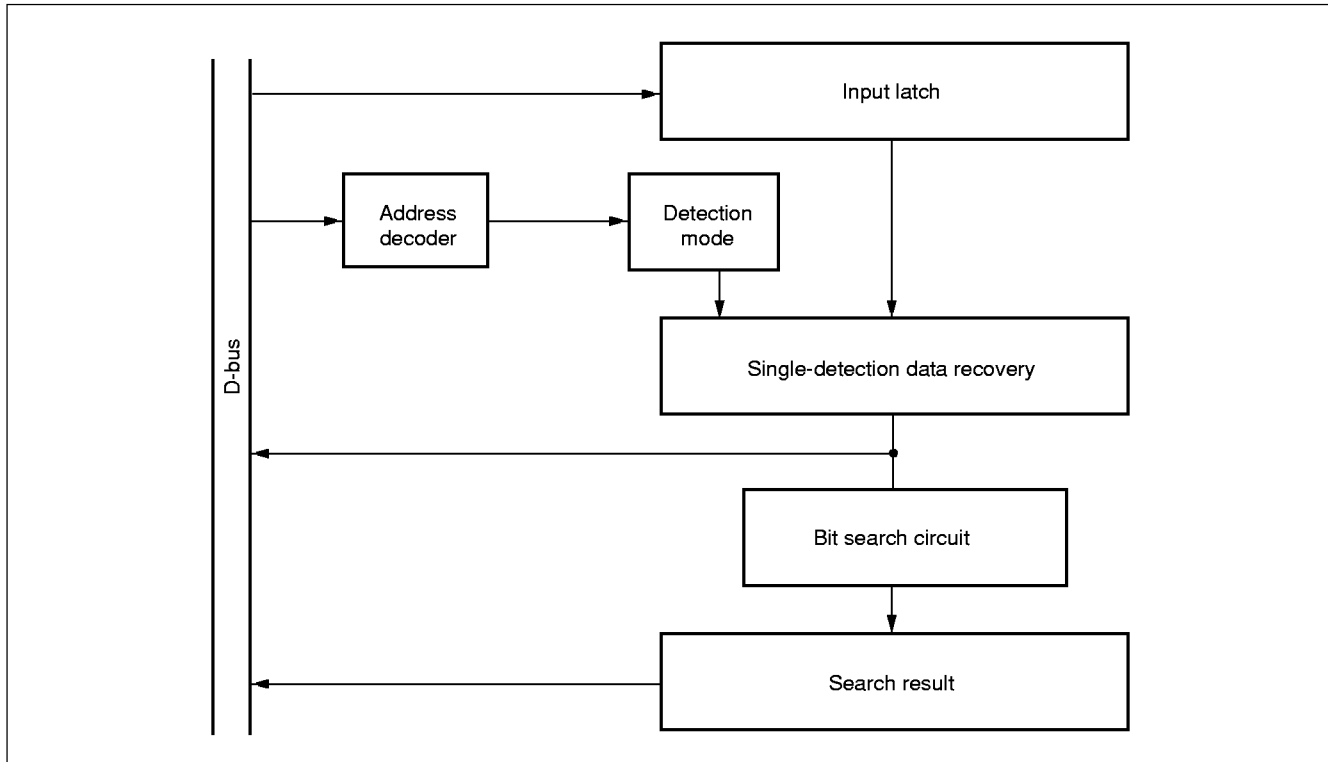 Input latch
Address
decoder
Detection
mode
D-bus
Single-detection data recovery
Bit search circuit
Search result